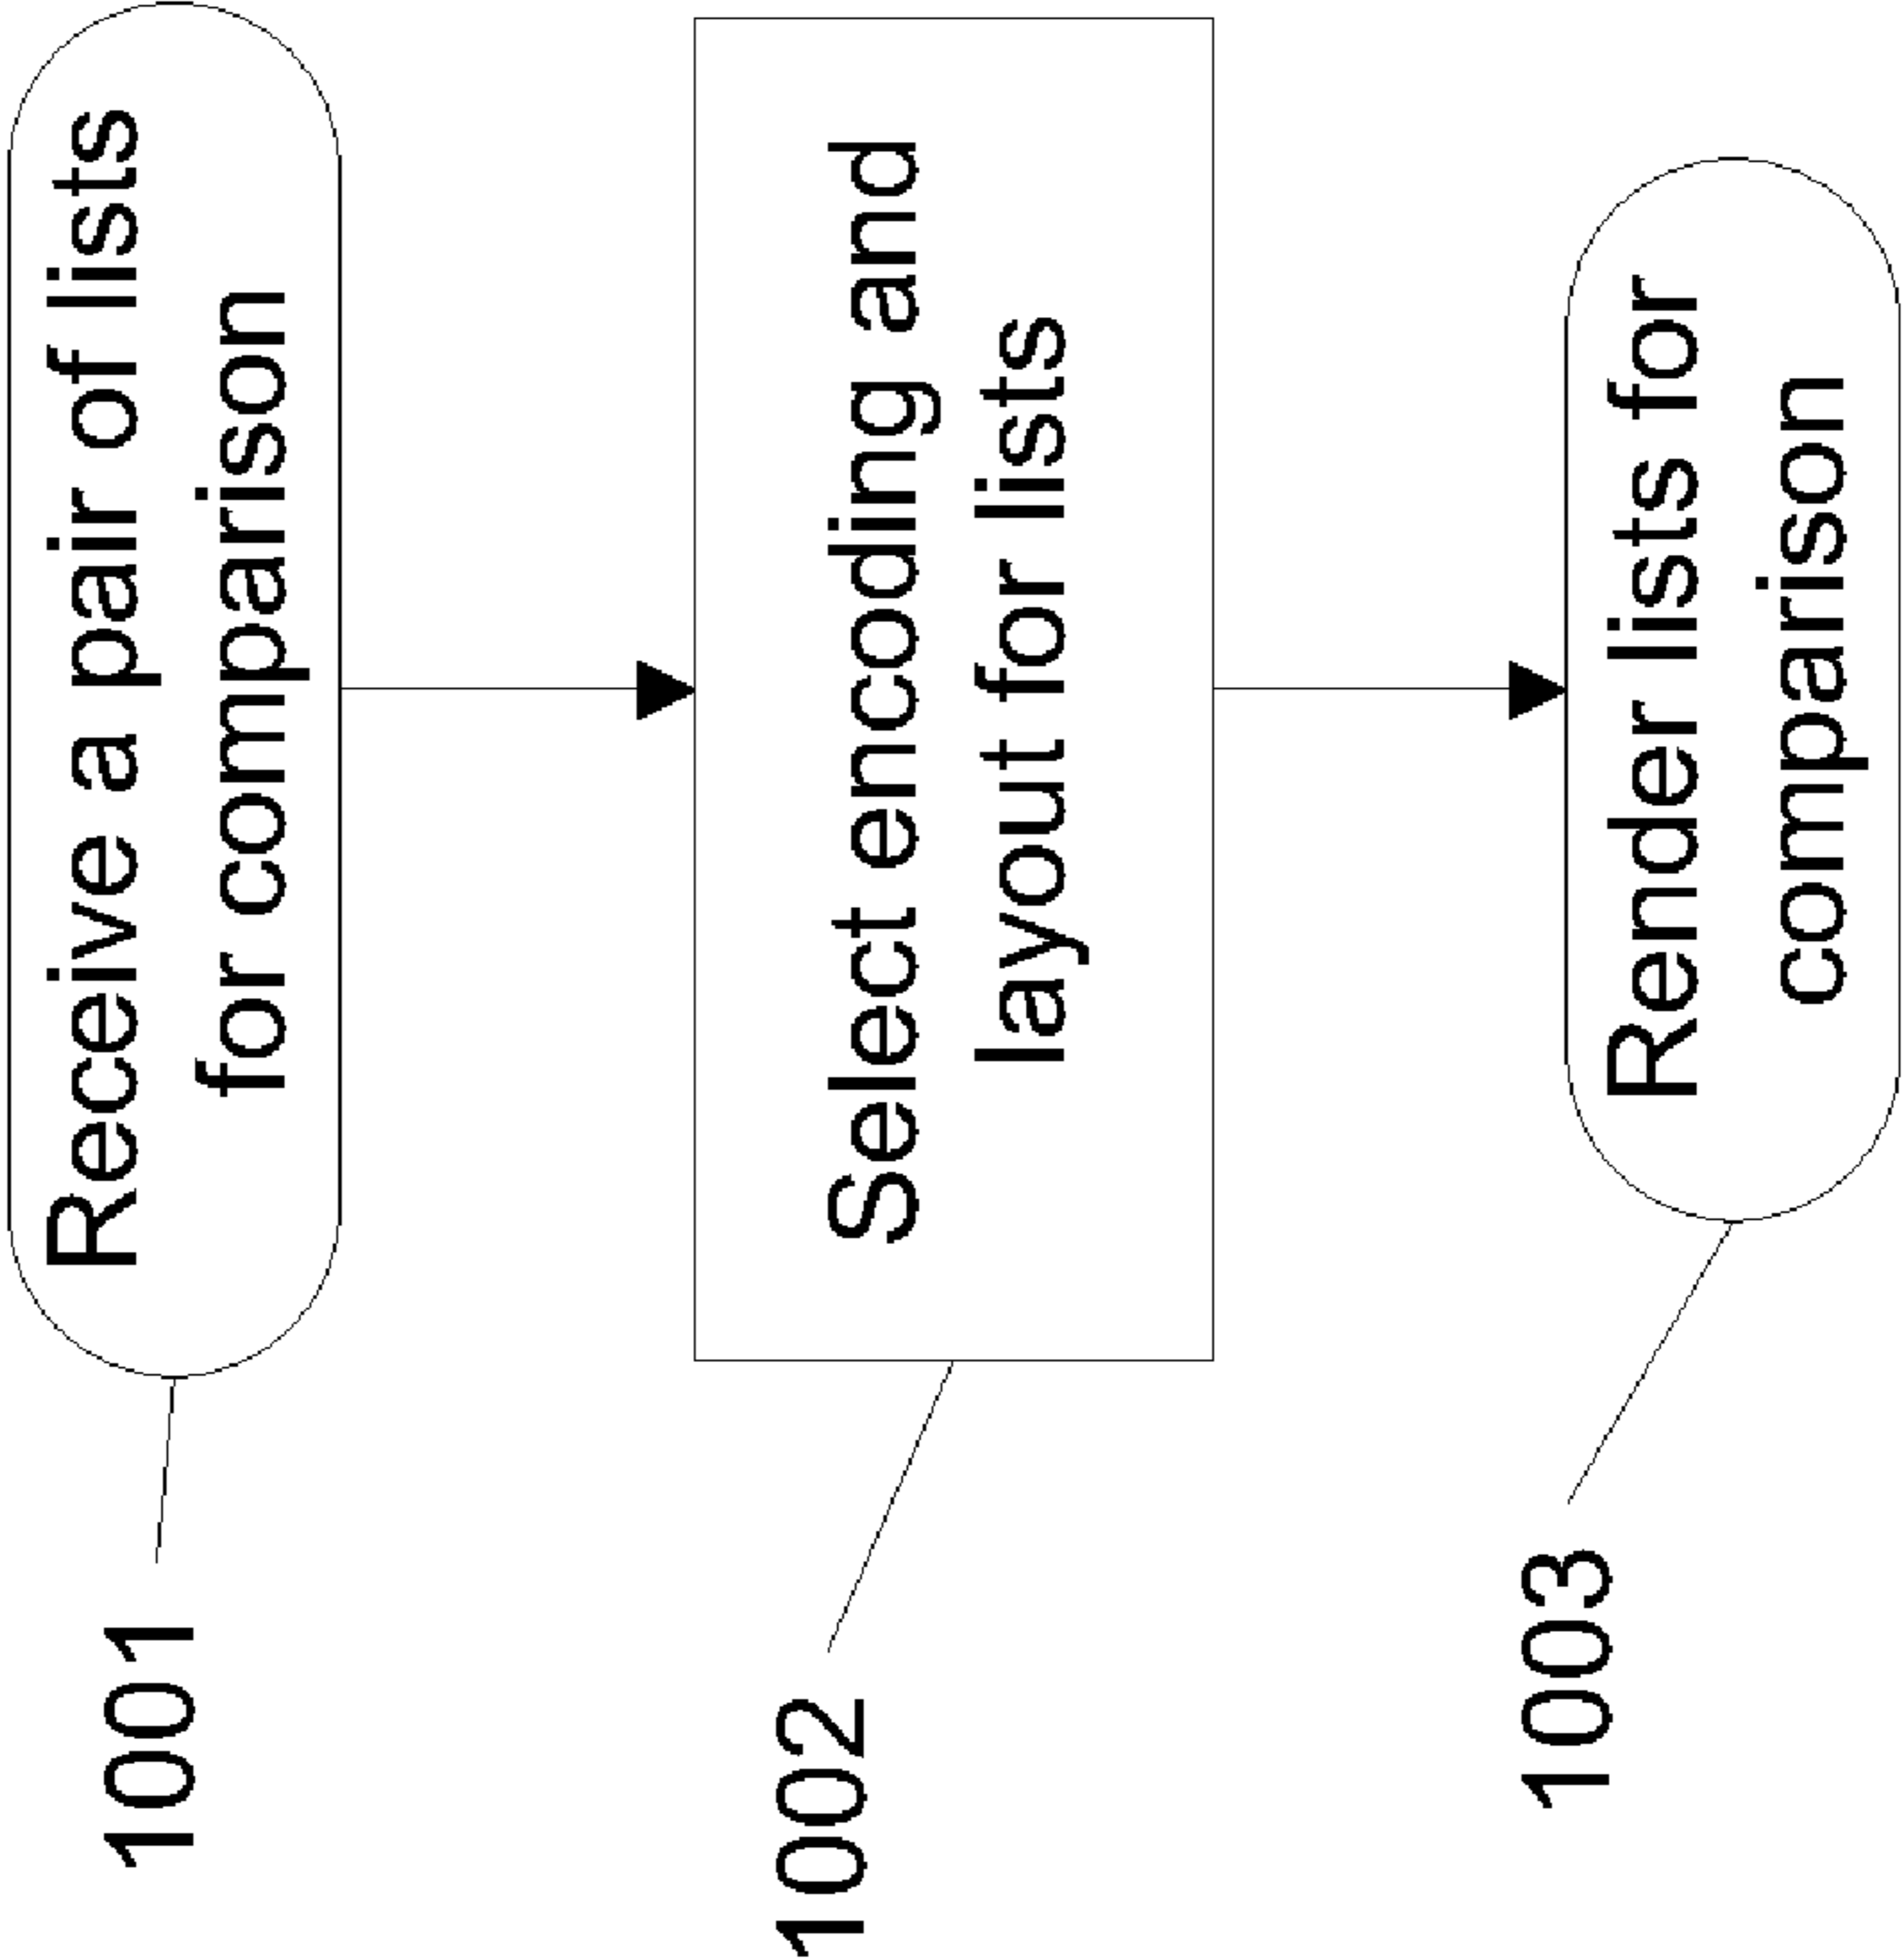 1001
Receive a pair of lists
for comparison
1002
Select encoding and
layout for lists
1003
Render lists for
comparison